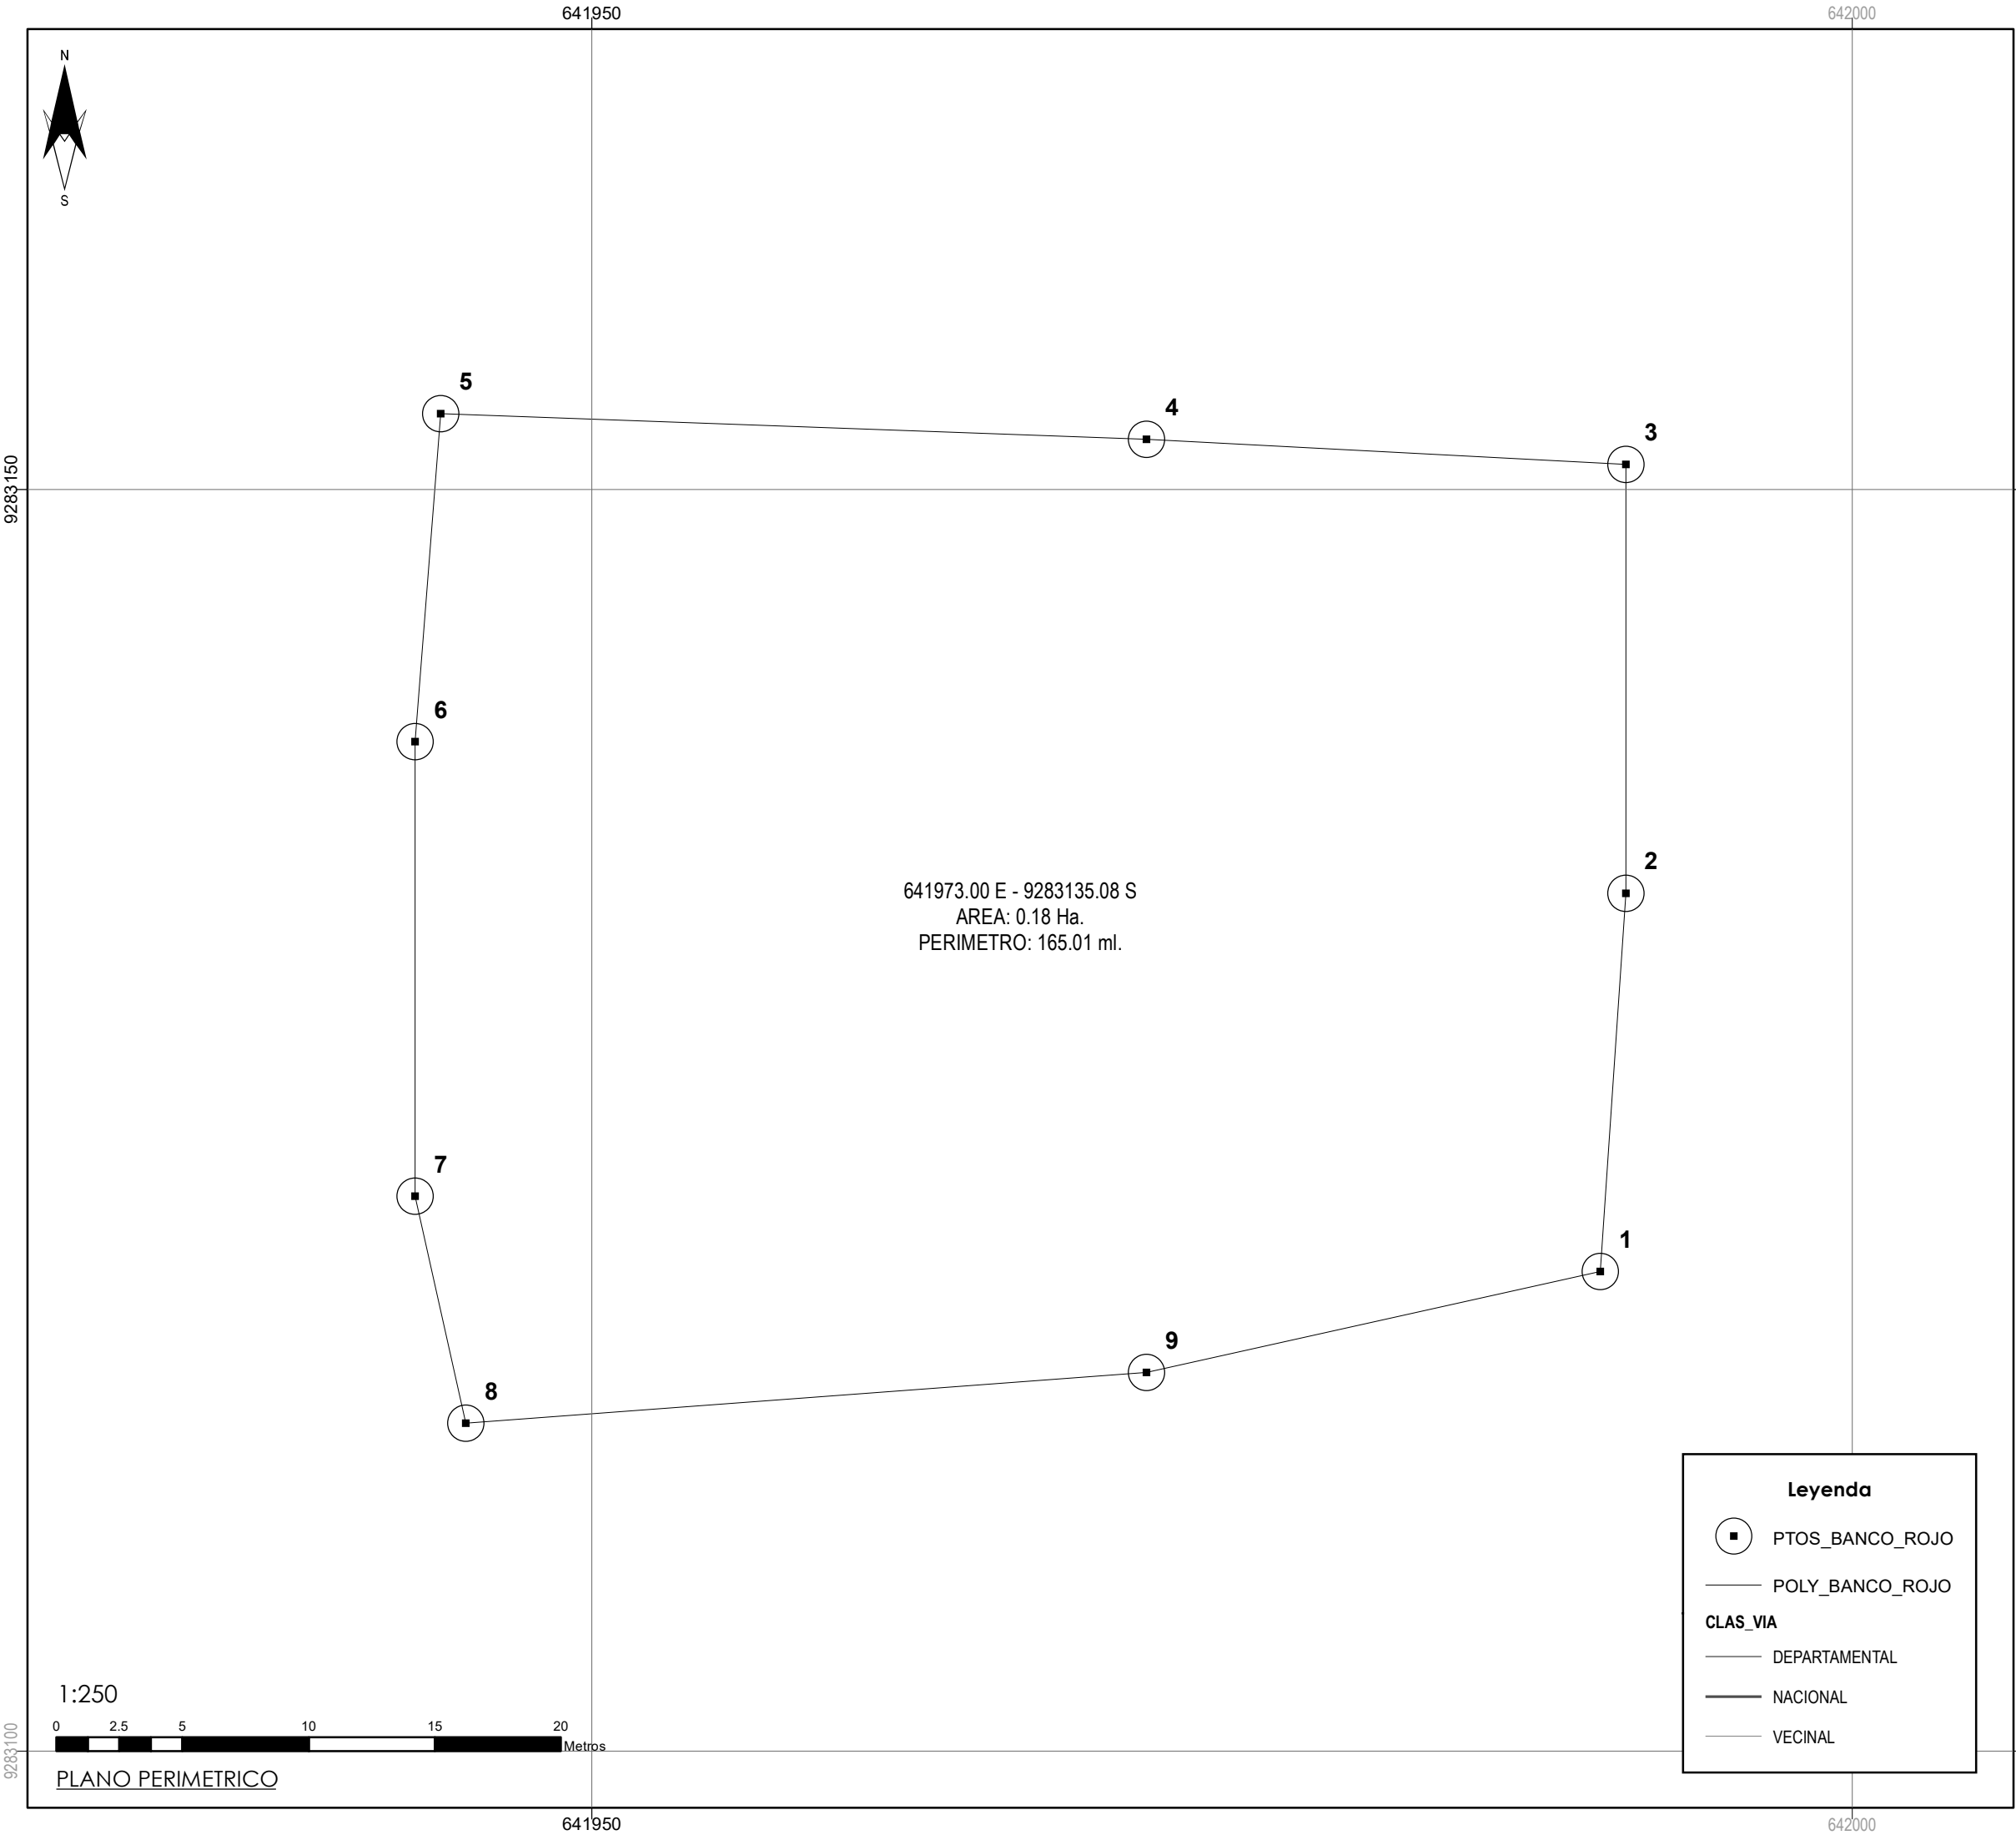 641950
642000
N
S
5
4
3
9283150
6
2
641973.00 E - 9283135.08 S
AREA: 0.18 Ha.
PERIMETRO: 165.01 ml.
7
1
9
8
Leyenda
PTOS_BANCO_ROJO
POLY_BANCO_ROJO
CLAS_VIA
DEPARTAMENTAL
NACIONAL
VECINAL
1:250
0 2.5 5 10 15 20
Metros
9283100
PLANO PERIMETRICO
641950
642000